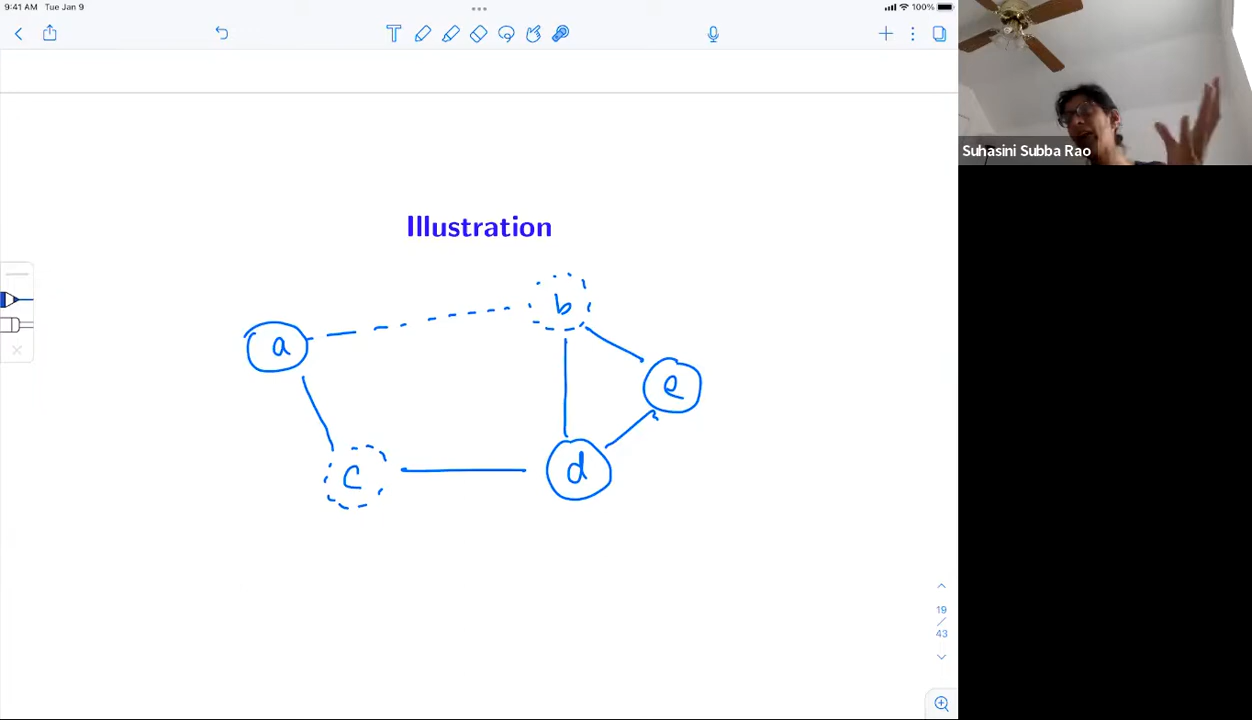 9:41 AM Tue Jan 9
100%
T
Suhasini Subba Rao
Illustration
b
a
e
c
d
19
/
43